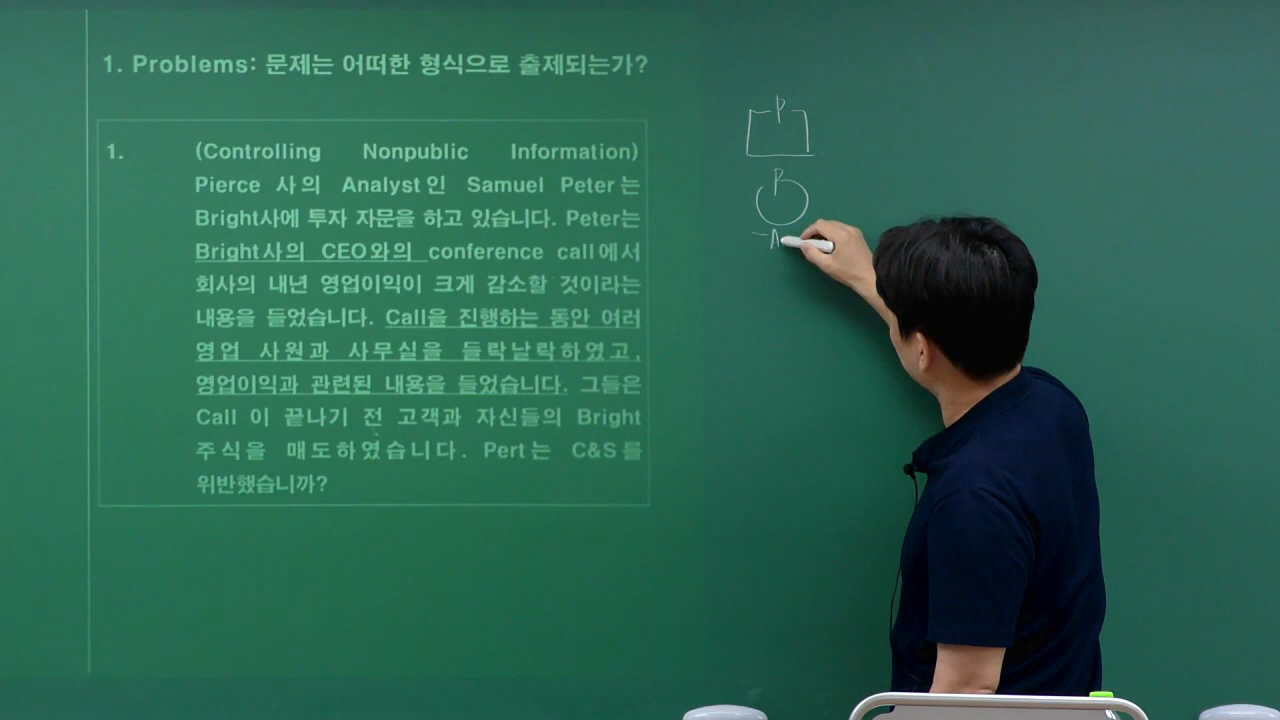 1. Problems: 문제는 어떠한 형식으로 출제되는가?
1. (Controlling Nonpublic Information)
Pierce 사의 Analyst인 Samuel Peter는
Bright사에 투자 자문을 하고 있습니다. Peter는
Bright사의 CEO와의 conference call에서
회사의 내년 영업이익이 크게 감소할 것이라는
내용을 들었습니다. Call을 진행하는 동안 여러
영업 사원과 사무실을 들락날락하였고,
영업이익과 관련된 내용을 들었습니다. 그들은
Call 이 끝나기 전 고객과 자신들의 Bright
주식을 매도하였습니다. Pert는 C&S를
위반했습니까?
P
P
A